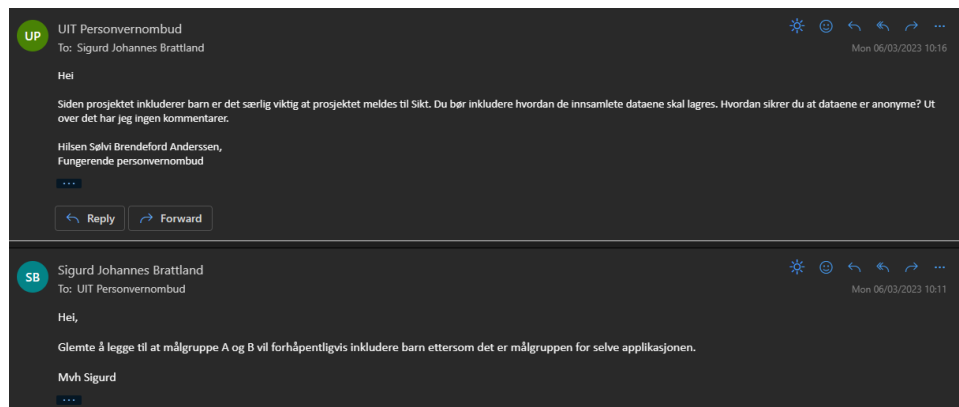 UP
UIT Personvernombud
To: Sigurd Johannes Brattland
Mon 06/03/2023 10:16
Hei
Siden prosjektet inkluderer barn er det særlig viktig at prosjektet meldes til Sikt. Du bør inkludere hvordan de innsamlete dataene skal lagres. Hvordan sikrer du at dataene er anonyme? Ut
over det har jeg ingen kommentarer.
Hilsen Sølvi Brendeford Anderssen,
Fungerende personvernombud
Reply
Forward
SB
Sigurd Johannes Brattland
To: UIT Personvernombud
Mon 06/03/2023 10:11
Hei,
Glemte å legge til at målgruppe A og B vil forhåpentligvis inkludere barn ettersom det er målgruppen for selve applikasjonen.
Mvh Sigurd